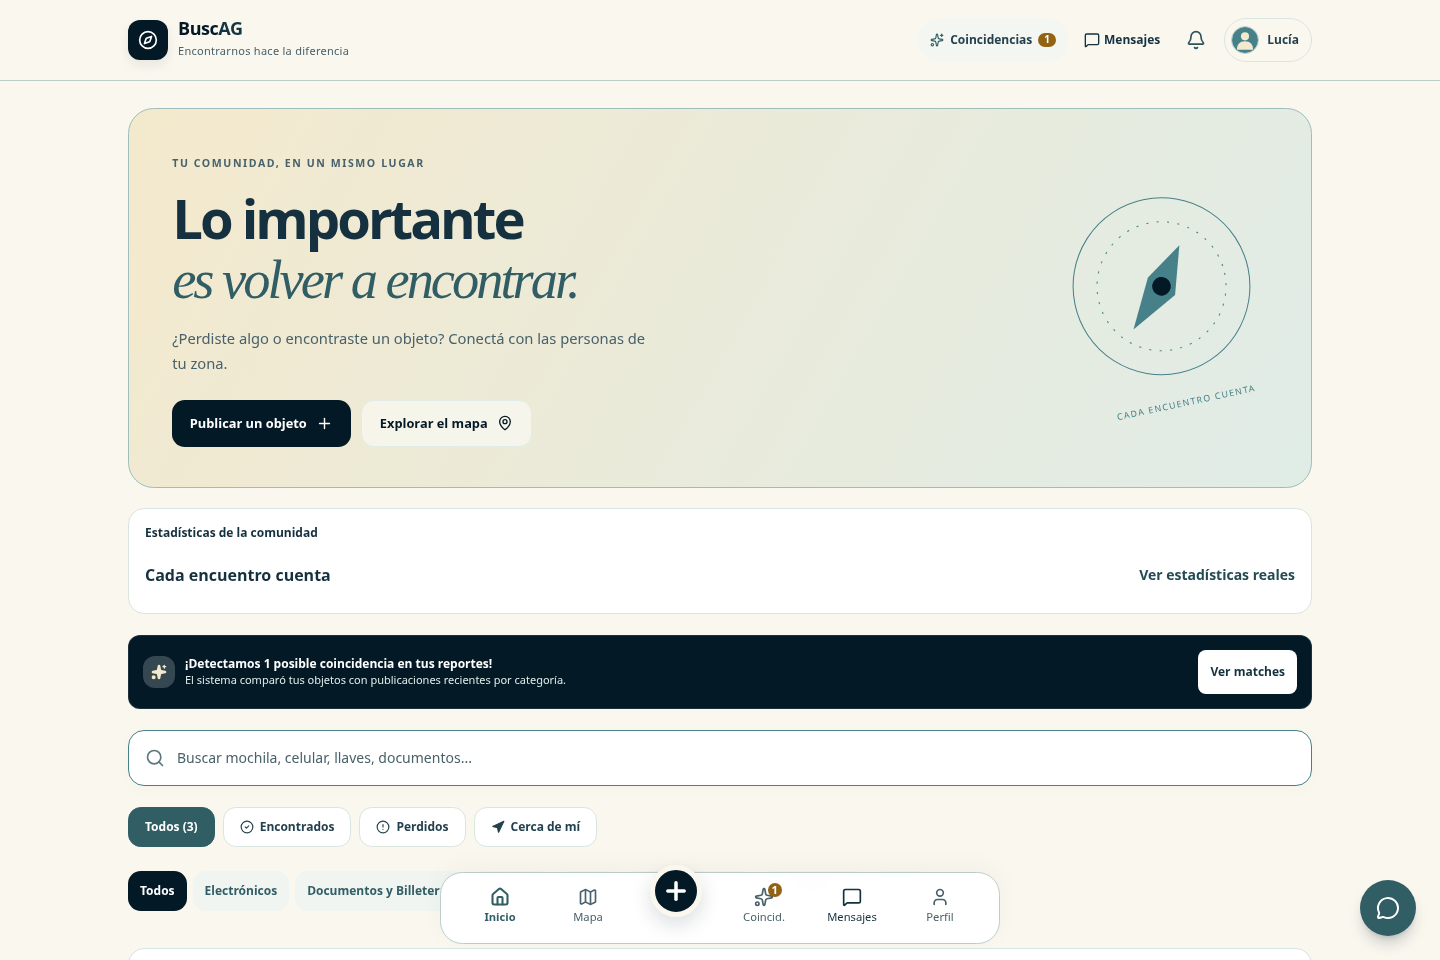 BuscAG
Encontrarnos hace la diferencia
Coincidencias 1
Mensajes
Lucía
TU COMUNIDAD, EN UN MISMO LUGAR
Lo importante
es volver a encontrar.
¿Perdiste algo o encontraste un objeto? Conectá con las personas de
tu zona.
Publicar un objeto
Explorar el mapa
CADA ENCUENTRO CUENTA
Estadísticas de la comunidad
Cada encuentro cuenta
Ver estadísticas reales
¡Detectamos 1 posible coincidencia en tus reportes!
El sistema comparó tus objetos con publicaciones recientes por categoría.
Ver matches
Buscar mochila, celular, llaves, documentos...
Todos (3)
Encontrados
Perdidos
Cerca de mí
Todos
Electrónicos
Documentos y Billeter
Inicio
Mapa
1
Coincid.
Mensajes
Perfil